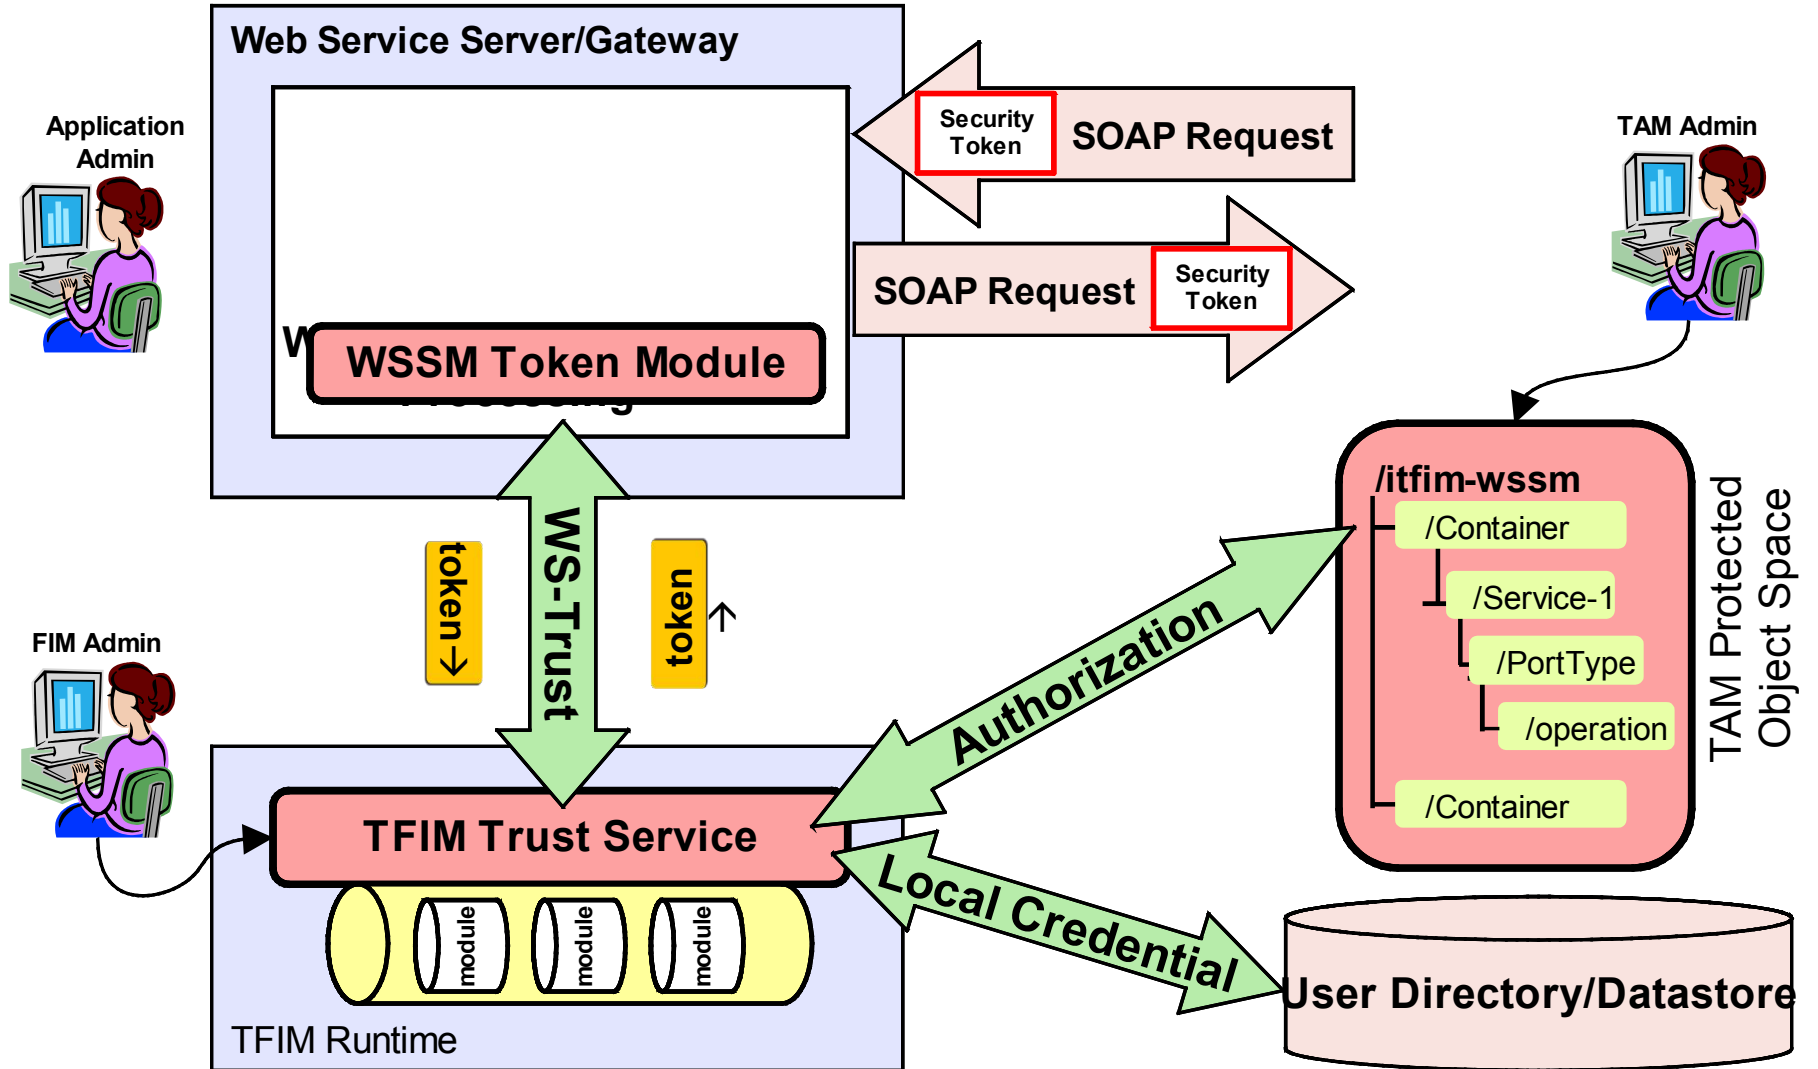 Web Service Server/Gateway
Application
Admin
Security
Token
SOAP Request
TAM Admin
SOAP Request
Security
Token
W
WSSM Token Module
Processing
/itfim-wssm
/Container
/Service-1
/PortType
/operation
/Container
TAM Protected
Object Space
token→
WS-Trust
token
→
FIM Admin
Authorization
TFIM Trust Service
Local Credential
module
module
module
User Directory/Datastore
TFIM Runtime